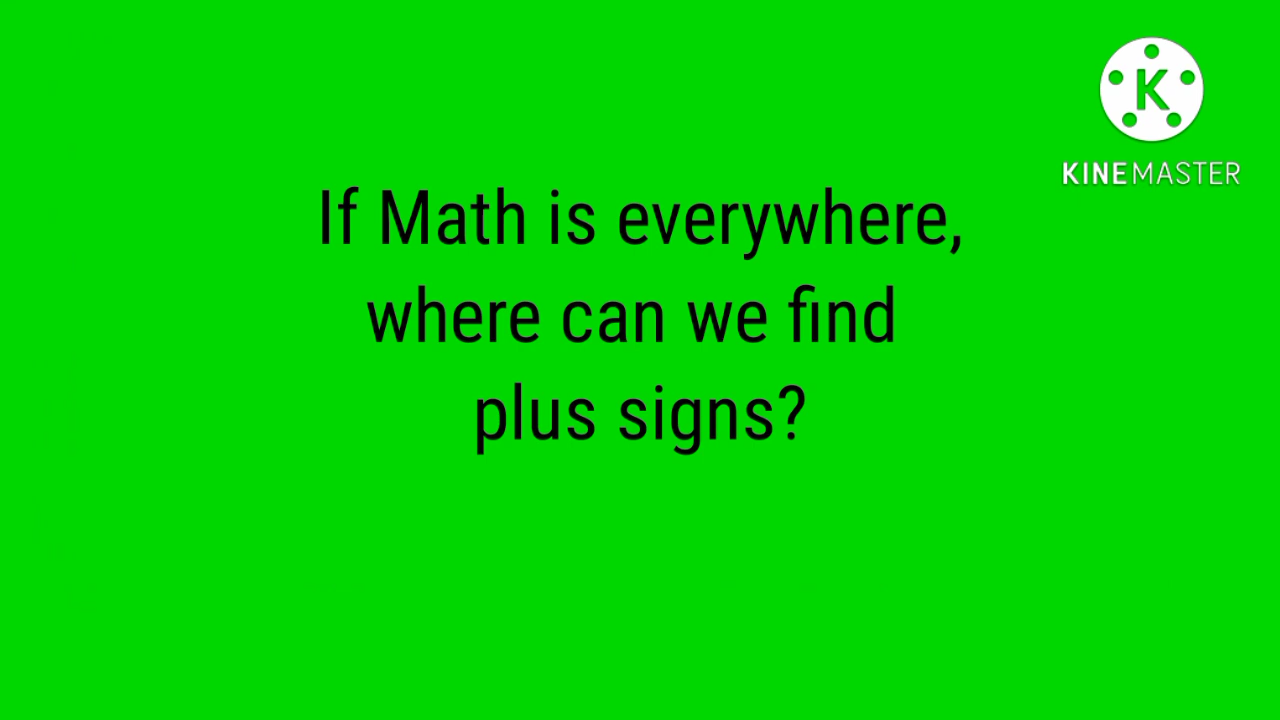 K
KINEMASTER
If Math is everywhere,
where can we find
plus signs?